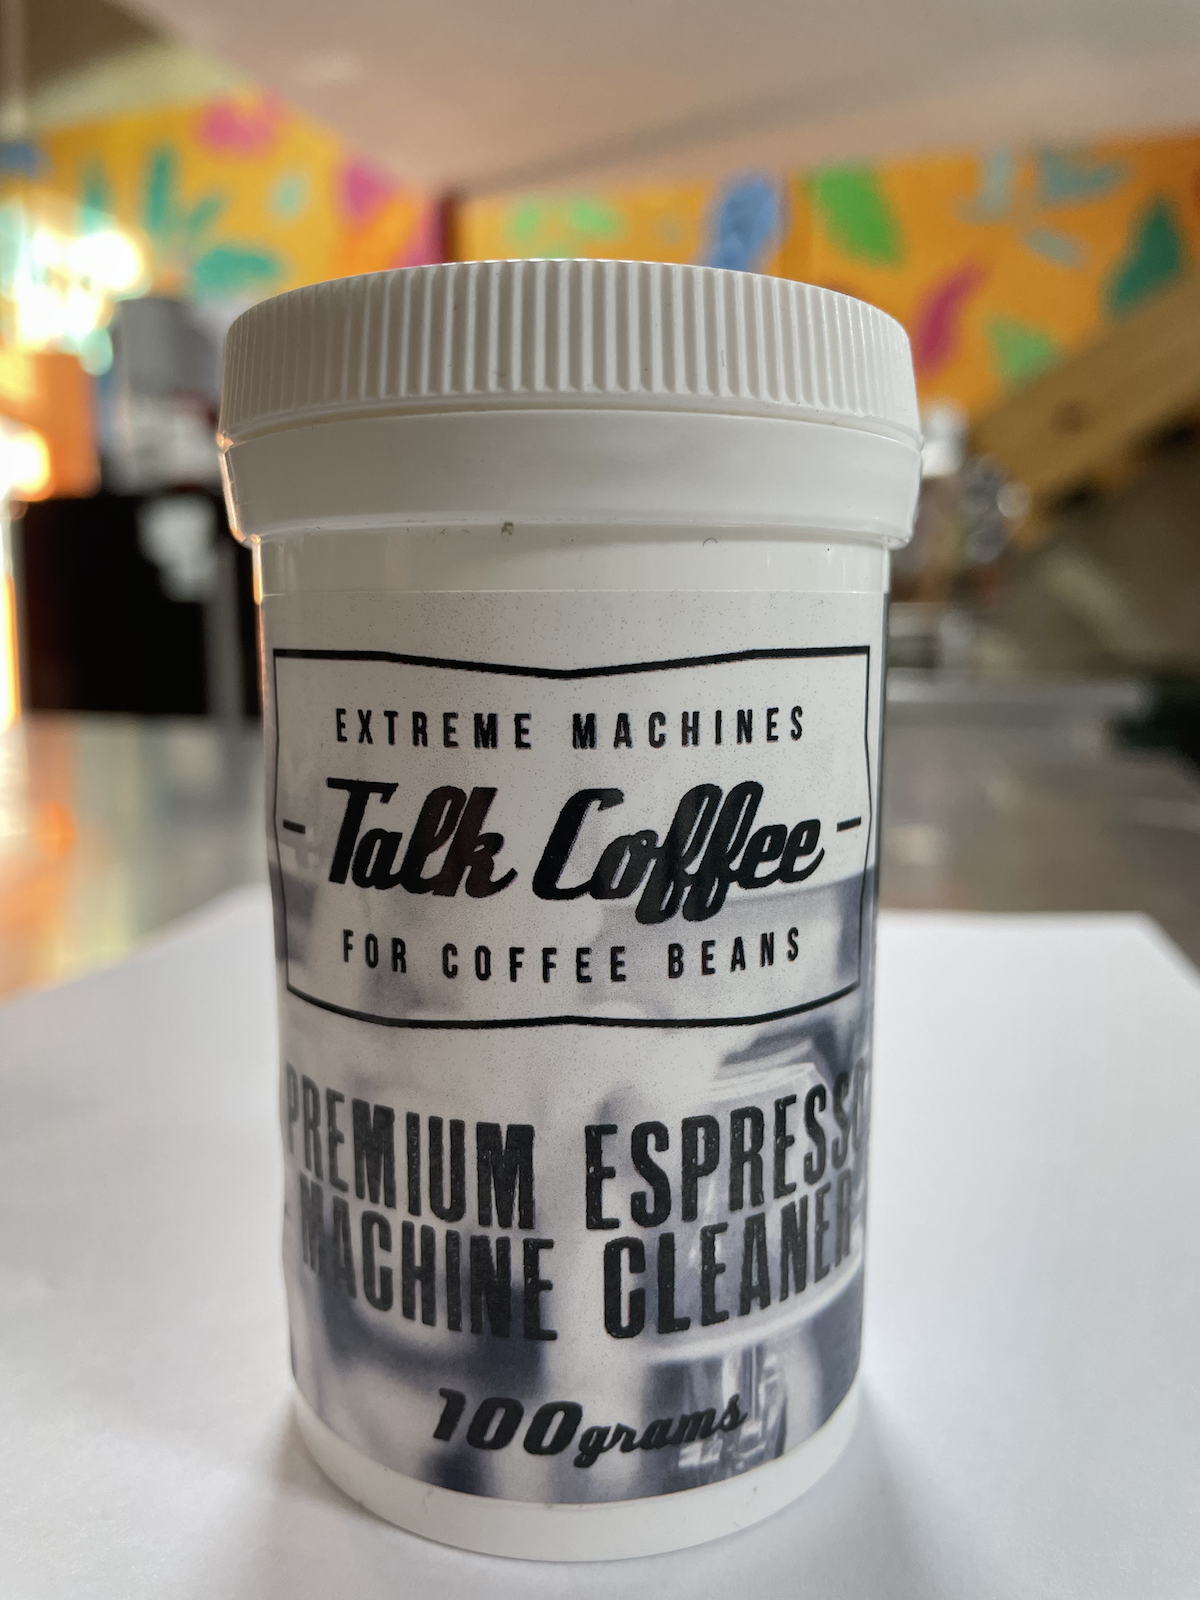 EXTREME MACHINES
Talk Coffee
FOR COFFEE BEANS
PREMIUM ESPRESSO
MACHINE CLEANER
100grams